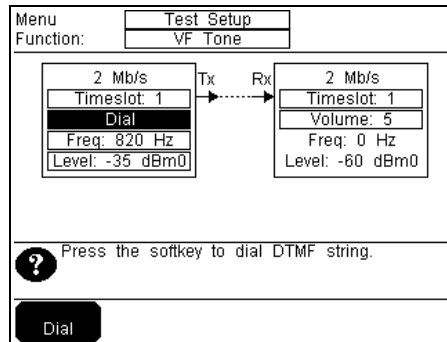 Menu Test Setup
Function: VF Tone
2 Mb/s Tx Rx 2 Mb/s
Timeslot: 1 Timeslot: 1
Dial Volume: 5
Freq: 820 Hz Freq: 0 Hz
Level: -35 dBm0 Level: -60 dBm0
? Press the softkey to dial DTMF string.
Dial